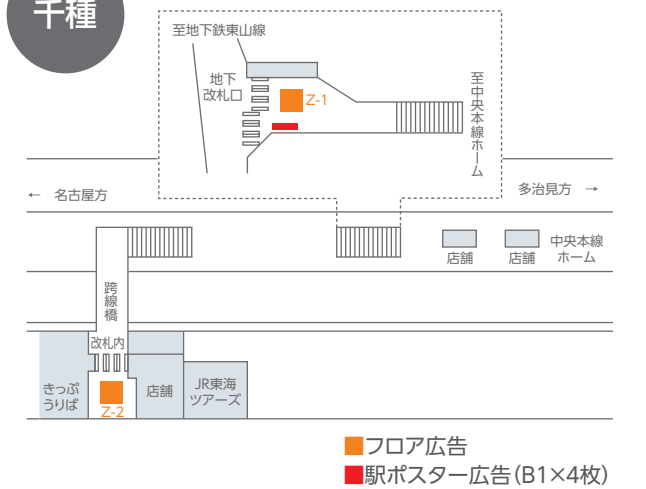 千種
至地下鉄東山線
地下
改札口
Z-1
至中央本線ホーム
← 名古屋方
多治見方 →
店舗
店舗
中央本線
ホーム
跨線橋
改札内
きっぷ
うりば
Z-2
店舗
JR東海
ツアーズ
■フロア広告
■駅ポスター広告(B1×4枚)